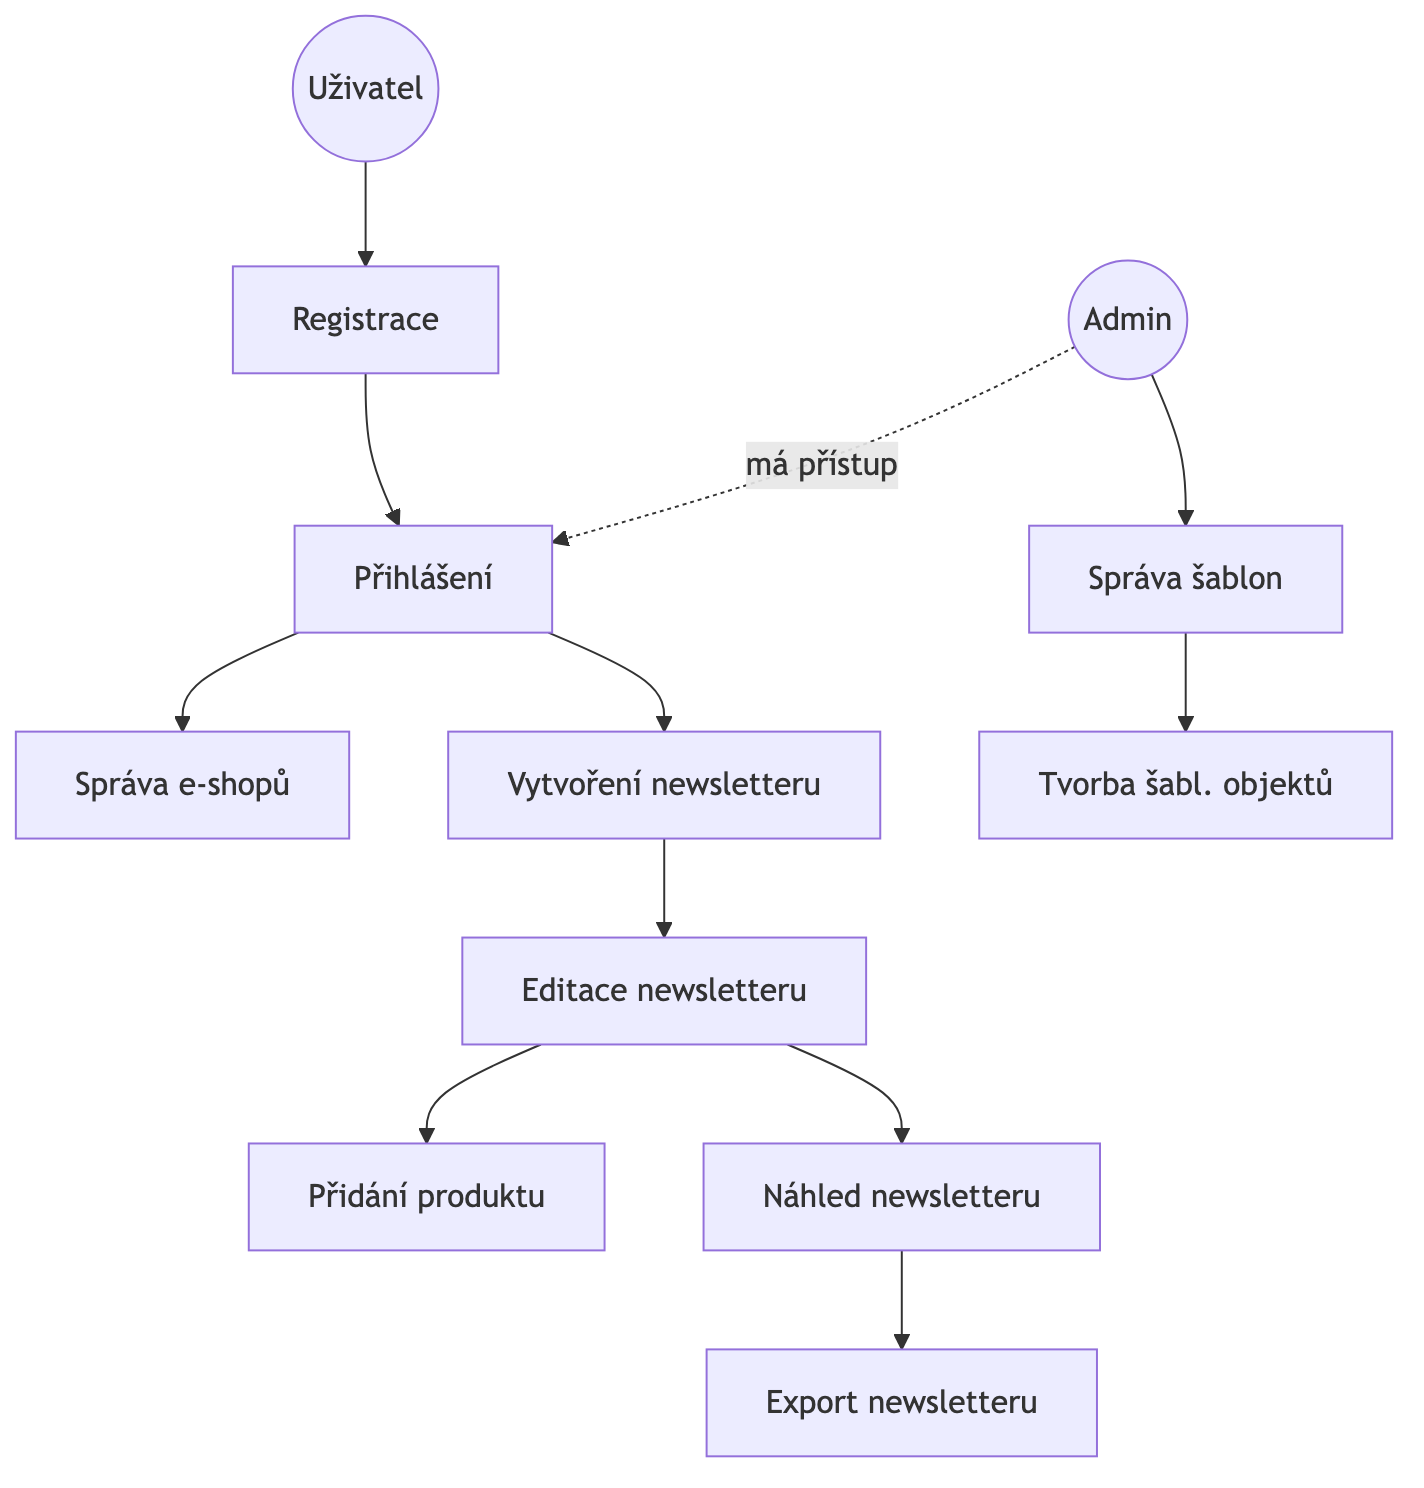 Uživatel
Registrace
Admin
má přístup
Přihlášení
Správa šablon
Správa e-shopů
Vytvoření newsletteru
Tvorba šabl. objektů
Editace newsletteru
Přidání produktu
Náhled newsletteru
Export newsletteru